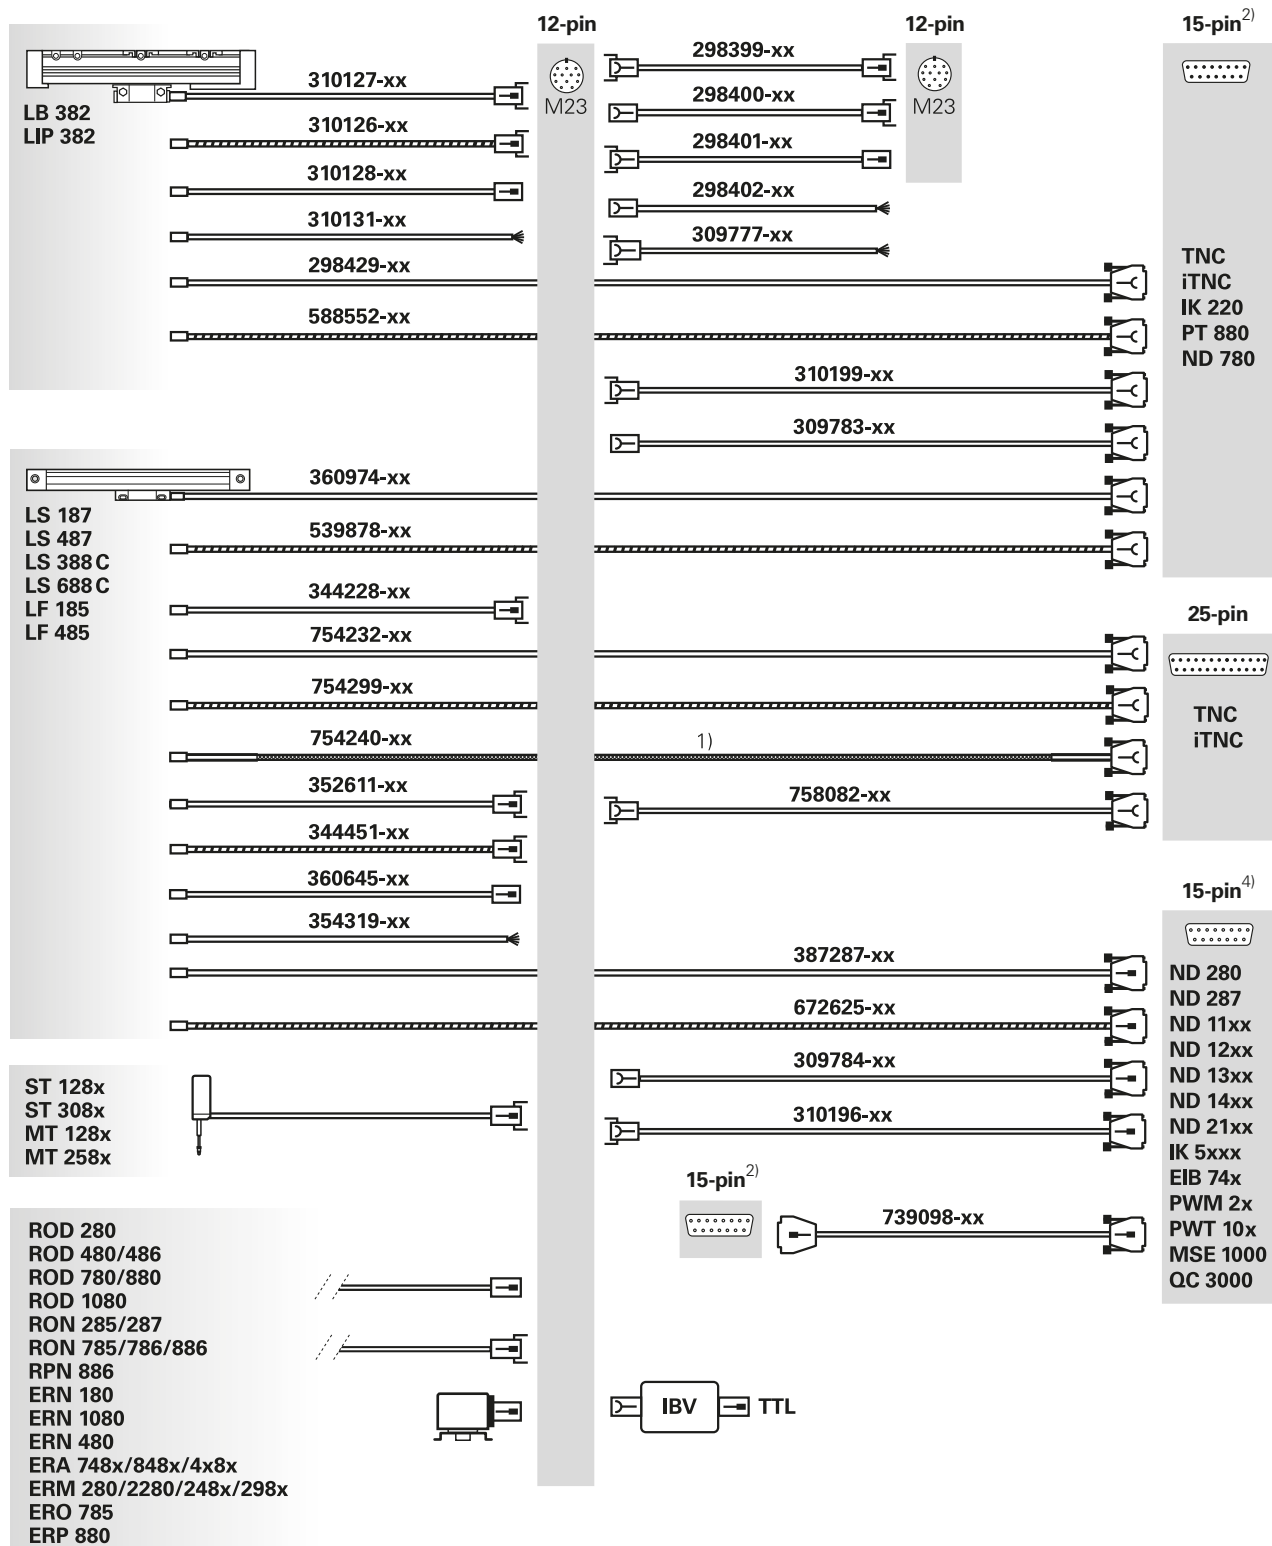 12-pin
12-pin
15-pin2)
298399-xx
310127-xx
M23
298400-xx
M23
LB 382
LIP 382
310126-xx
298401-xx
310128-xx
298402-xx
310131-xx
309777-xx
298429-xx
588552-xx
TNC
iTNC
IK 220
PT 880
ND 780
310199-xx
309783-xx
360974-xx
LS 187
LS 487
LS 388 C
LS 688 C
LF 185
LF 485
539878-xx
344228-xx
25-pin
754232-xx
754299-xx
TNC
iTNC
754240-xx
1)
352611-xx
758082-xx
344451-xx
360645-xx
15-pin4)
354319-xx
387287-xx
672625-xx
309784-xx
310196-xx
ND 280
ND 287
ND 11xx
ND 12xx
ND 13xx
ND 14xx
ND 21xx
IK 5xxx
EIB 74x
PWM 2x
PWT 10x
MSE 1000
QC 3000
ST 128x
ST 308x
MT 128x
MT 258x
15-pin2)
739098-xx
ROD 280
ROD 480/486
ROD 780/880
ROD 1080
RON 285/287
RON 785/786/886
RPN 886
ERN 180
ERN 1080
ERN 480
ERA 748x/848x/4x8x
ERM 280/2280/248x/298x
ERO 785
ERP 880
IBV
TTL